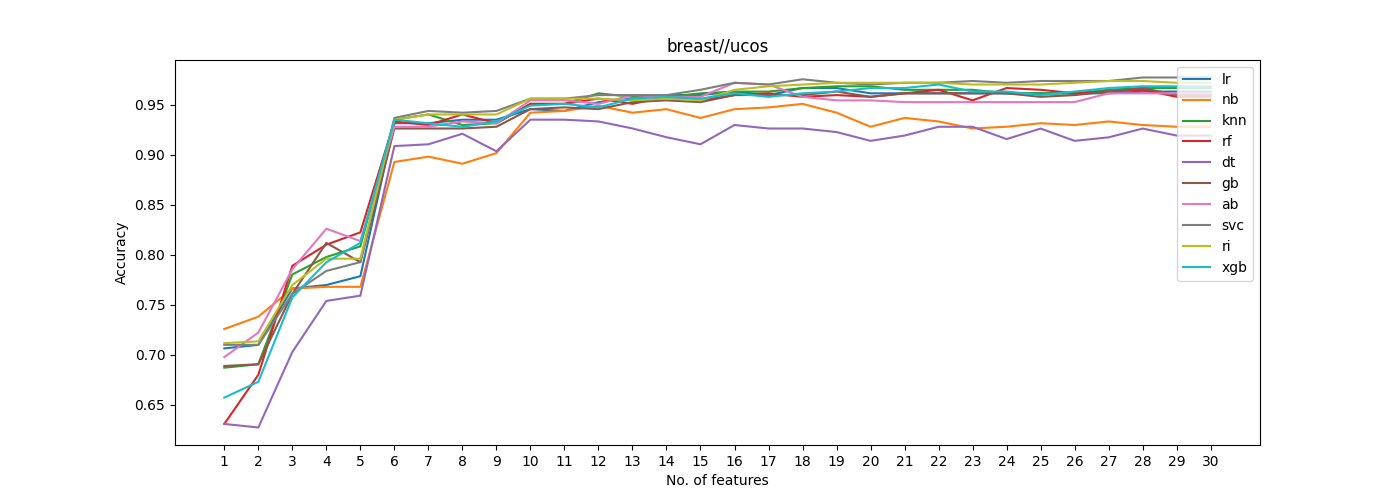 breast//ucos
Accuracy
0.95
0.90
0.85
0.80
0.75
0.70
0.65
1 2 3 4 5 6 7 8 9 10 11 12 13 14 15 16 17 18 19 20 21 22 23 24 25 26 27 28 29 30
No. of features
lr
nb
knn
rf
dt
gb
ab
svc
ri
xgb